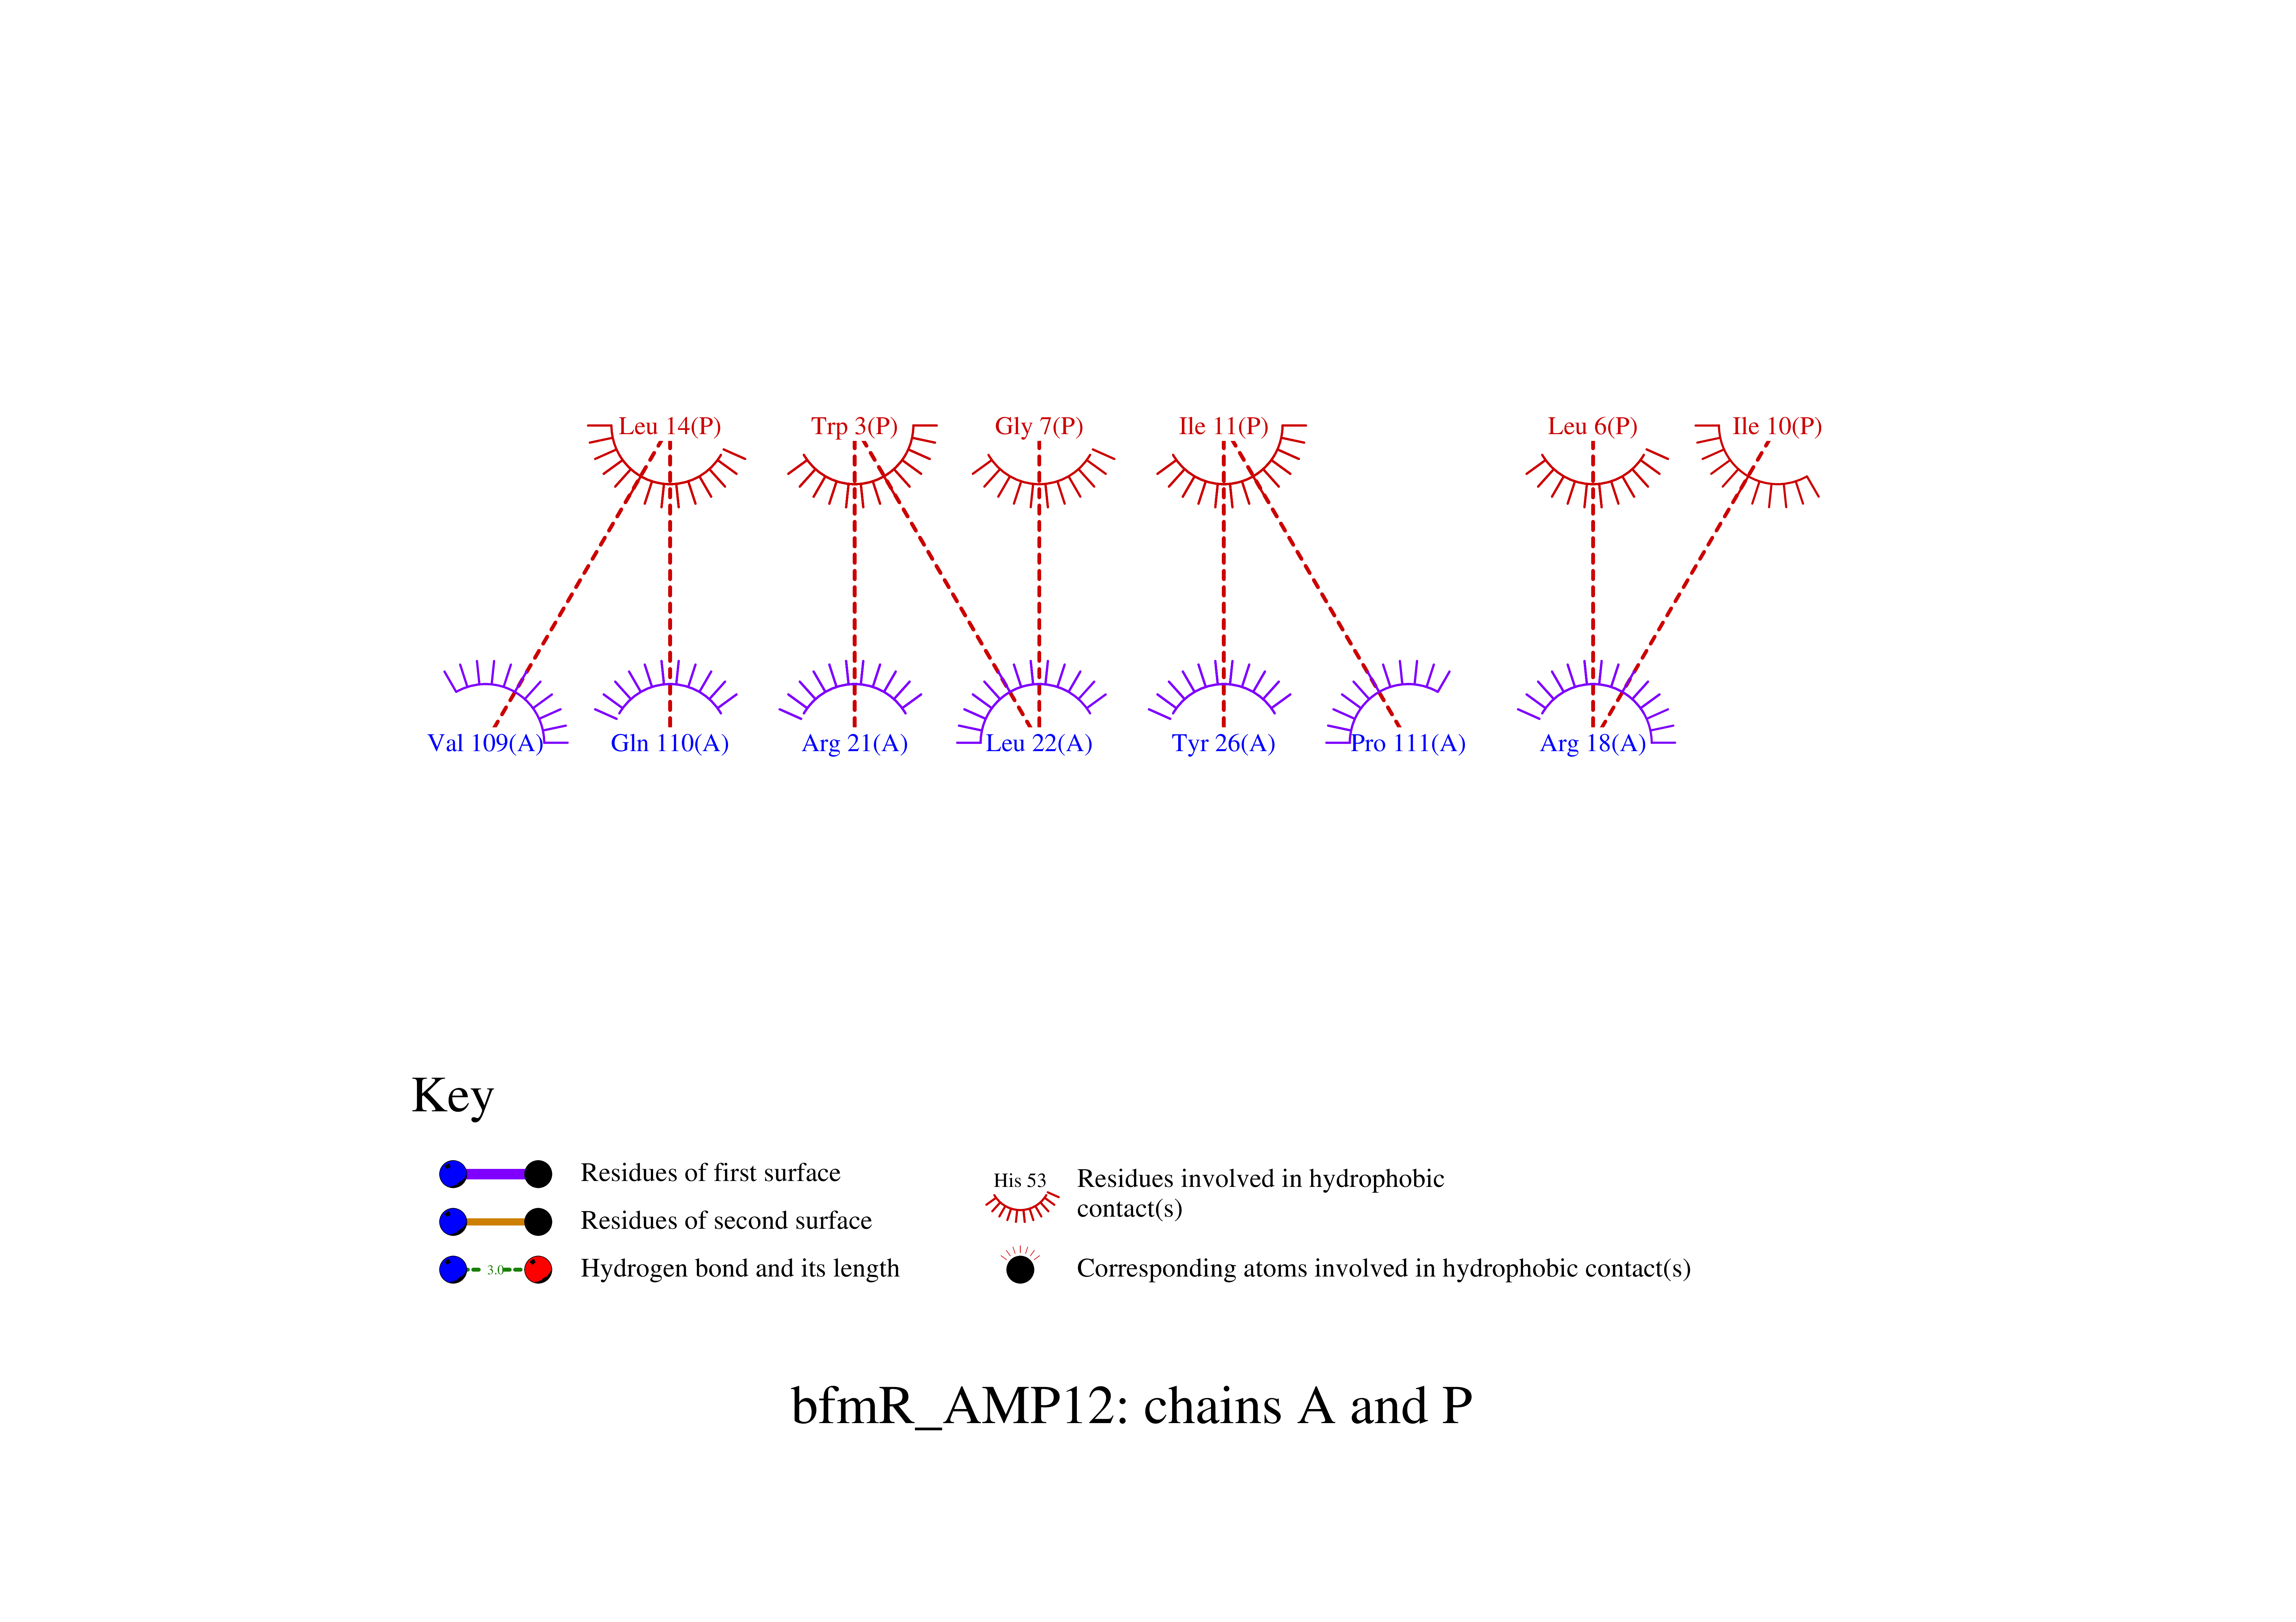 Leu 14(P) Trp 3(P) Gly 7(P) Ile 11(P) Leu 6(P) Ile 10(P)
Val 109(A) Gln 110(A) Arg 21(A) Leu 22(A) Tyr 26(A) Pro 111(A) Arg 18(A)
Key
Residues of first surface
Residues of second surface
3.0 Hydrogen bond and its length
His 53 Residues involved in hydrophobic
contact(s)
Corresponding atoms involved in hydrophobic contact(s)
bfmR_AMP12: chains A and P